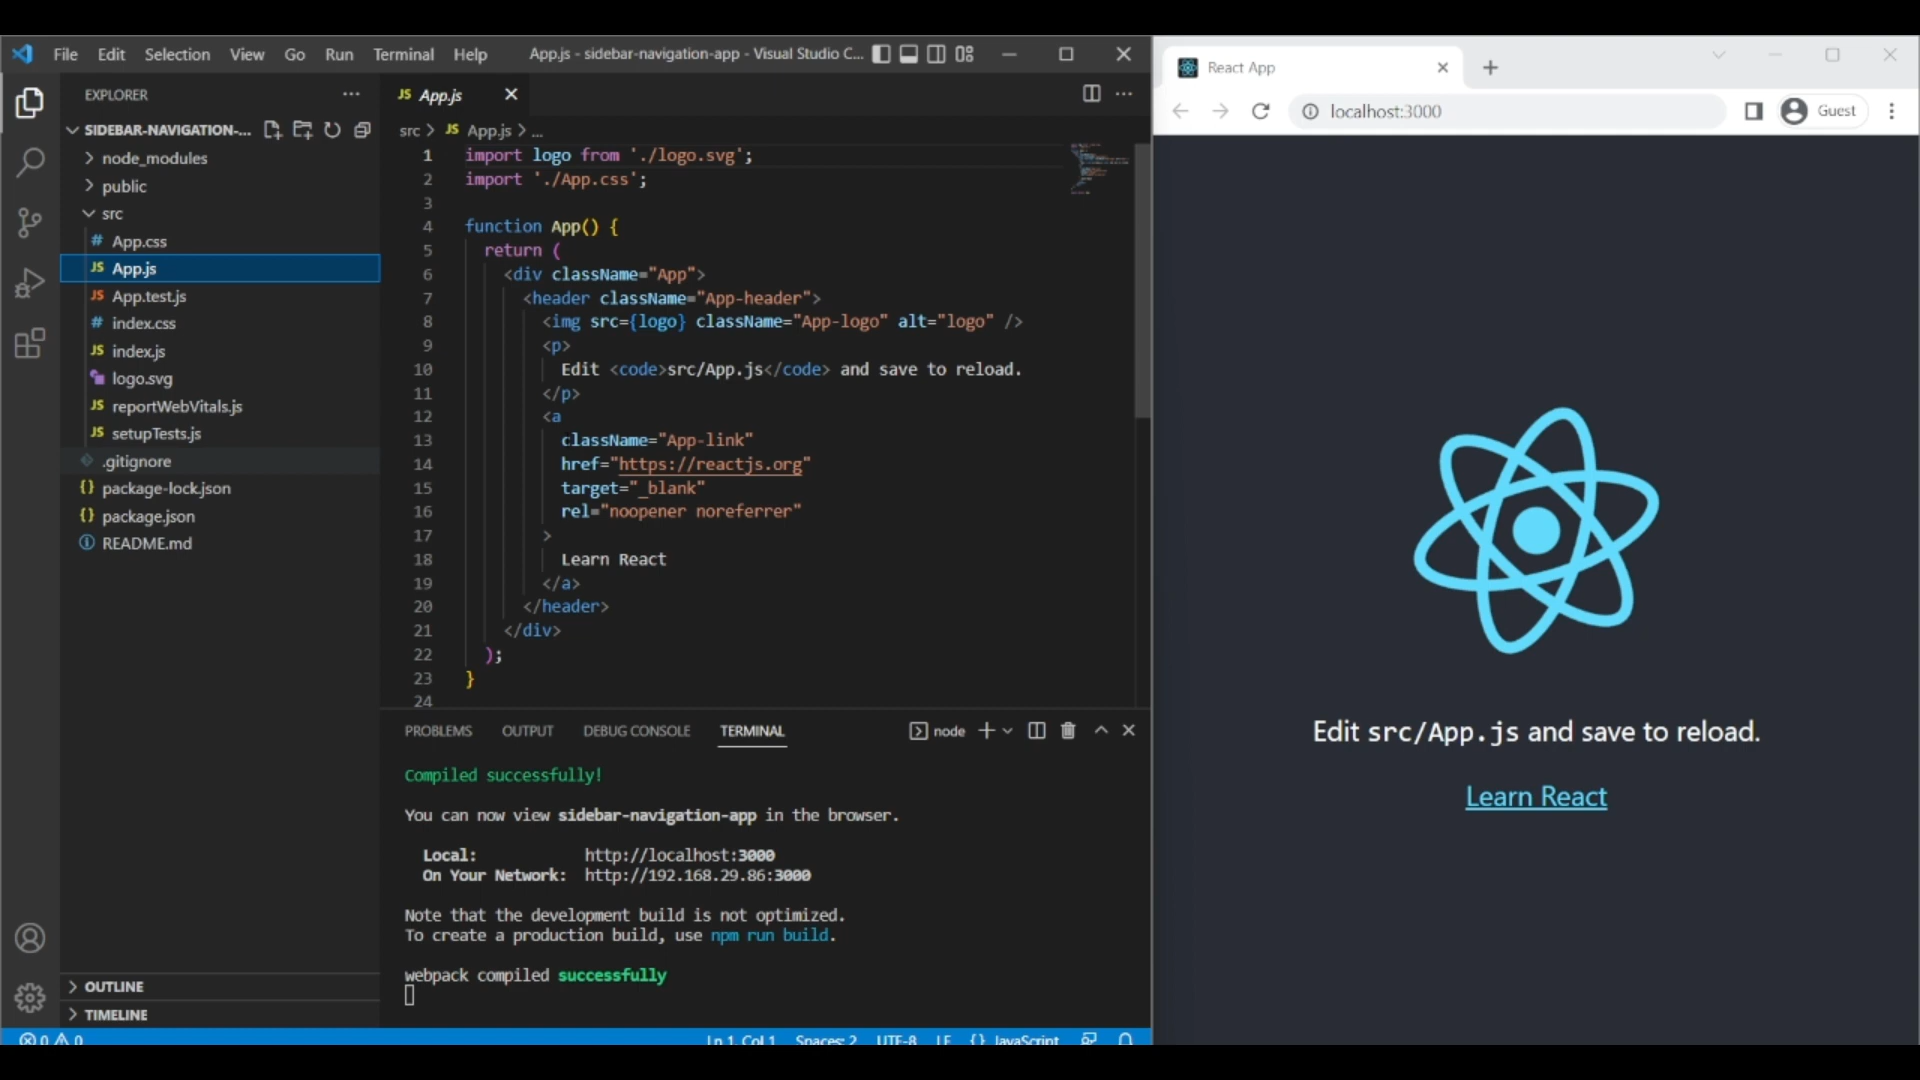 File Edit Selection View Go Run Terminal Help App.js - sidebar-navigation-app - Visual Studio C...
EXPLORER
SIDEBAR-NAVIGATION-...
node_modules
public
src
# App.css
JS App.js
JS App.test.js
# index.css
JS index.js
logo.svg
JS reportWebVitals.js
JS setupTests.js
.gitignore
{} package-lock.json
{} package.json
README.md
OUTLINE
TIMELINE
JS App.js
src > JS App.js > ...
1 import logo from './logo.svg';
2 import './App.css';
3
4 function App() {
5 return (
6 <div className="App">
7 <header className="App-header">
8 <img src={logo} className="App-logo" alt="logo" />
9 <p>
10 Edit <code>src/App.js</code> and save to reload.
11 </p>
12 <a
13 className="App-link"
14 href="https://reactjs.org"
15 target="_blank"
16 rel="noopener noreferrer"
17 >
18 Learn React
19 </a>
20 </header>
21 </div>
22 );
23 }
24
PROBLEMS OUTPUT DEBUG CONSOLE TERMINAL node
Compiled successfully!
You can now view sidebar-navigation-app in the browser.
Local: http://localhost:3000
On Your Network: http://192.168.29.86:3000
Note that the development build is not optimized.
To create a production build, use npm run build.
webpack compiled successfully
0 0 Ln 1, Col 1 Spaces: 2 UTF-8 LF {} JavaScript
React App
localhost:3000 Guest
Edit src/App.js and save to reload.
Learn React